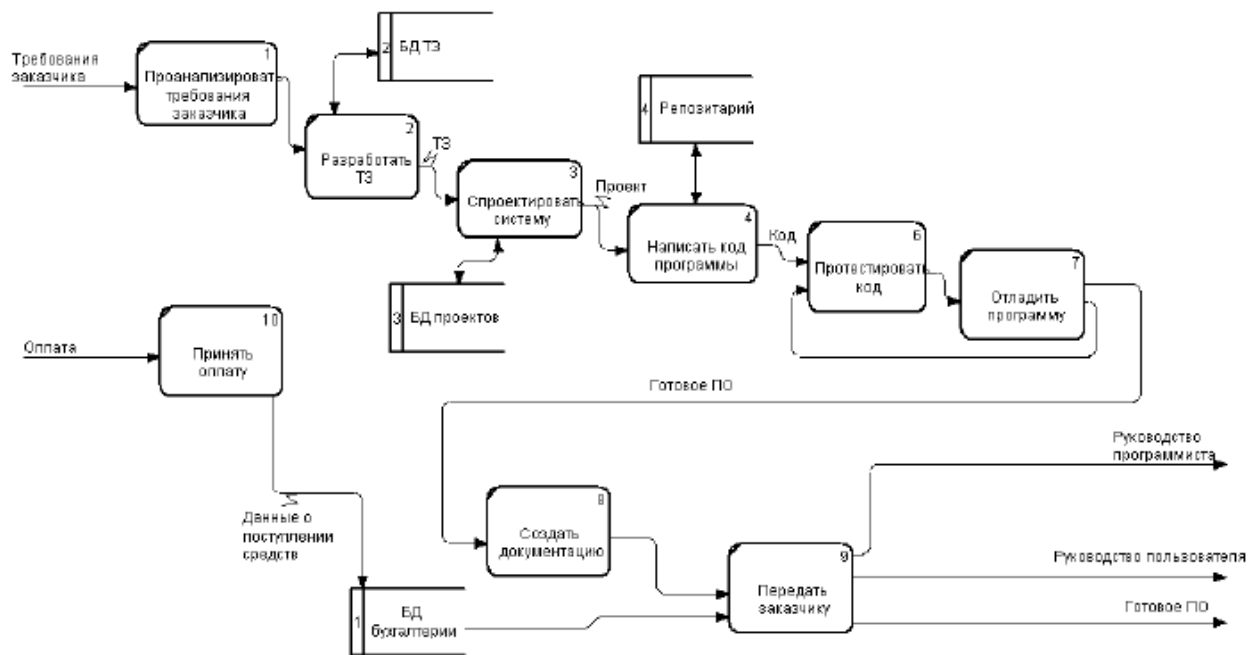 Требования
заказчика
1
Проанализировать
требования
заказчика
2
БД ТЗ
2
Разработать
ТЗ
ТЗ
3
Спроектировать
систему
Проект
4
Репозитарий
4
Написать код
программы
Код
6
Протестировать
код
7
Отладить
программу
3
БД проектов
Оплата
10
Принять
оплату
Готовое ПО
Данные о
поступлении
средств
1
БД
бухгалтерии
8
Создать
документацию
9
Передать
заказчику
Руководство
программиста
Руководство пользователя
Готовое ПО